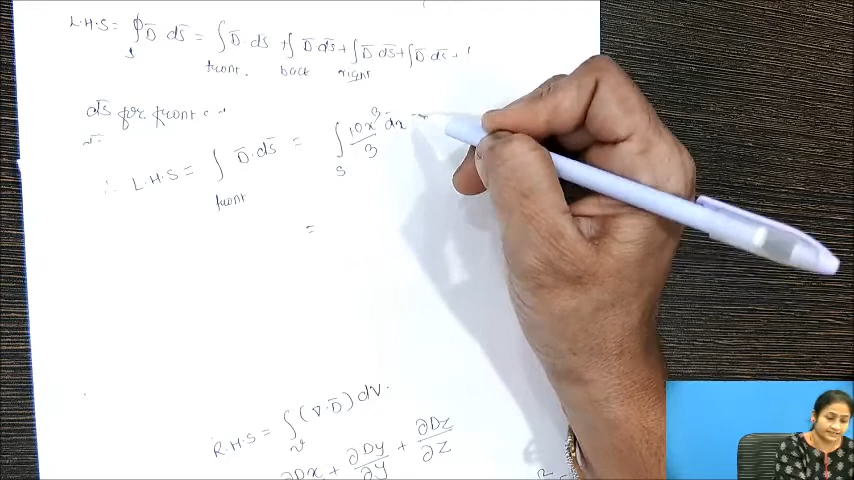 L.H.S = ∮ D̄ ds̄ = ∫ D̄ . ds̄ + ∫ D̄ ds̄ + ∫ D̄ ds̄ + ∫ D̄ ds̄ +
S front. back right
ds̄ for front
∴ L.H.S = ∫ D̄ . ds̄ = ∫ 10x³/3 āx
front S
=
R.H.S = ∫ (∇ . D̄) dV.
v
∂Dx + ∂Dy/∂y + ∂Dz/∂z